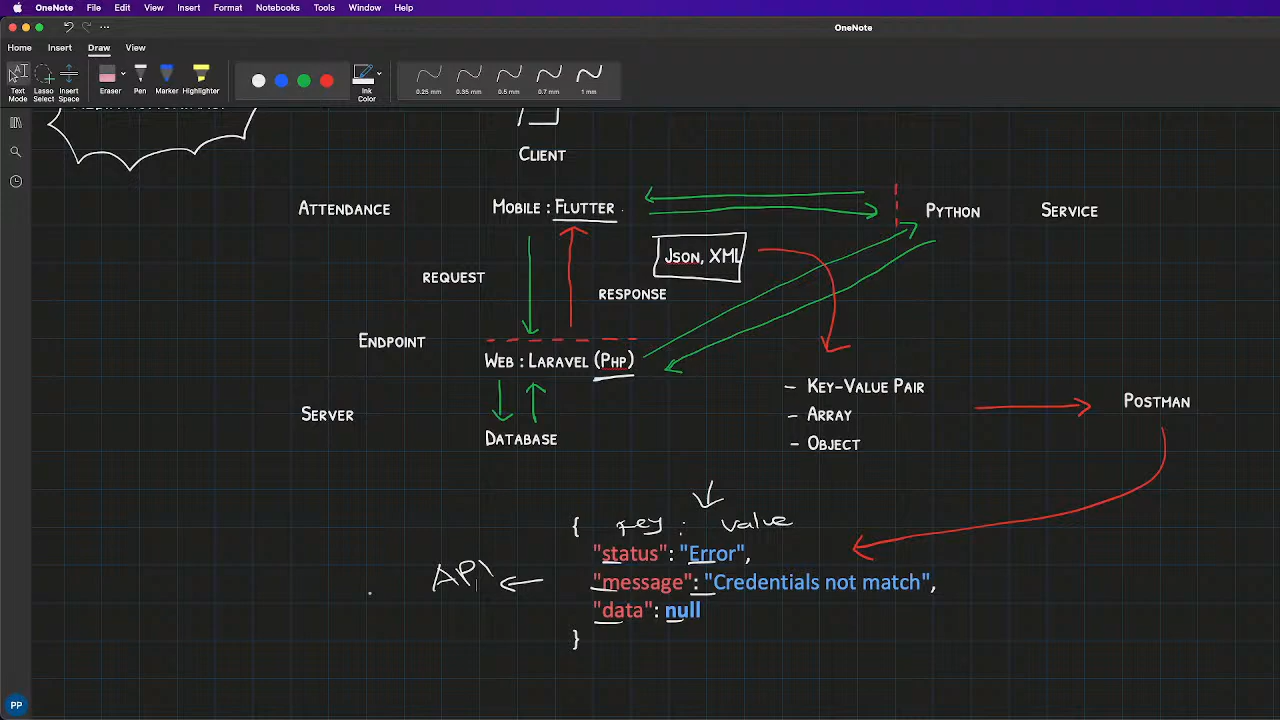 OneNote File Edit View Insert Format Notebooks Tools Window Help
OneNote
Home Insert Draw View
Text Mode
Lasso Select
Insert Space
Eraser
Pen
Marker
Highlighter
Ink Color
0.25 mm
0.35 mm
0.5 mm
0.7 mm
1 mm
CLIENT
ATTENDANCE
MOBILE : FLUTTER
PYTHON
SERVICE
JSON, XML
REQUEST
RESPONSE
ENDPOINT
WEB : LARAVEL (PHP)
- KEY-VALUE PAIR
- ARRAY
- OBJECT
POSTMAN
SERVER
DATABASE
{ key : value
"status": "Error",
"message": "Credentials not match",
"data": null
}
API
PP